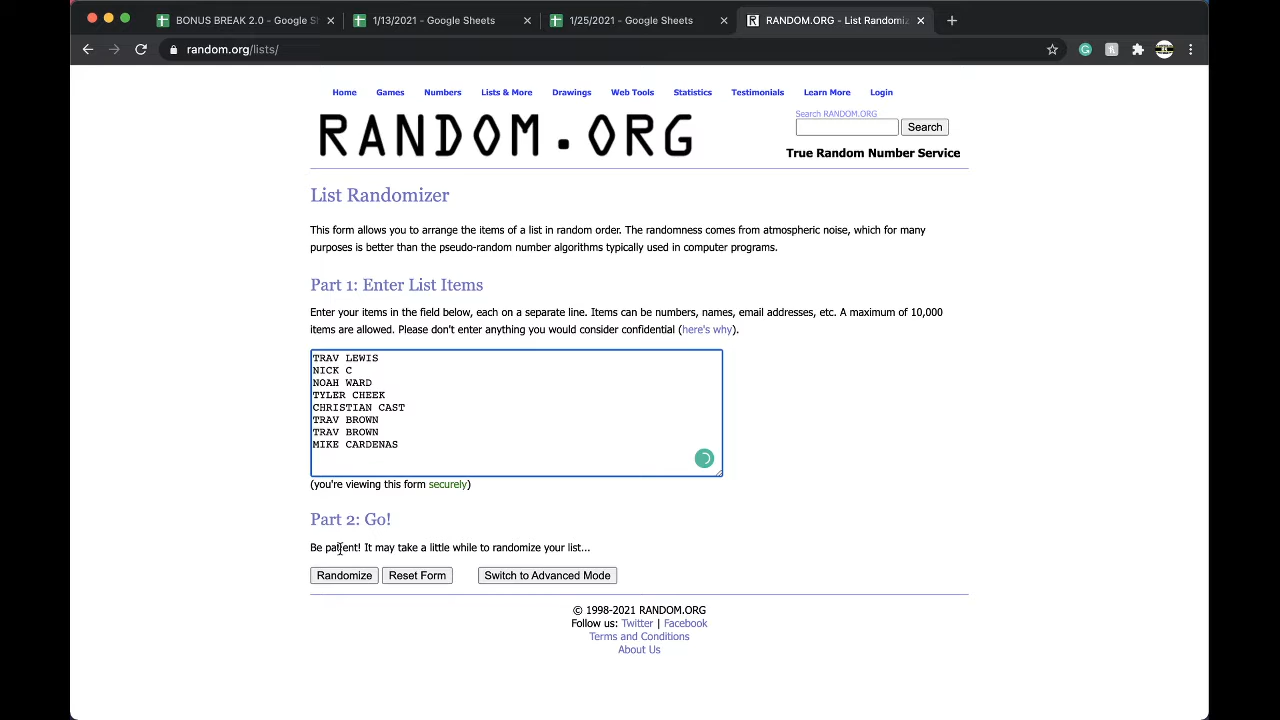 BONUS BREAK 2.0 - Google S
1/13/2021 - Google Sheets
1/25/2021 - Google Sheets
RANDOM.ORG - List Randomiz
random.org/lists/
Home Games Numbers Lists & More Drawings Web Tools Statistics Testimonials Learn More Login
Search RANDOM.ORG
RANDOM.ORG
Search
True Random Number Service
List Randomizer
This form allows you to arrange the items of a list in random order. The randomness comes from atmospheric noise, which for many
purposes is better than the pseudo-random number algorithms typically used in computer programs.
Part 1: Enter List Items
Enter your items in the field below, each on a separate line. Items can be numbers, names, email addresses, etc. A maximum of 10,000
items are allowed. Please don't enter anything you would consider confidential (here's why).
TRAV LEWIS
NICK C
NOAH WARD
TYLER CHEEK
CHRISTIAN CAST
TRAV BROWN
TRAV BROWN
MIKE CARDENAS
(you're viewing this form securely)
Part 2: Go!
Be patient! It may take a little while to randomize your list...
Randomize Reset Form Switch to Advanced Mode
© 1998-2021 RANDOM.ORG
Follow us: Twitter | Facebook
Terms and Conditions
About Us